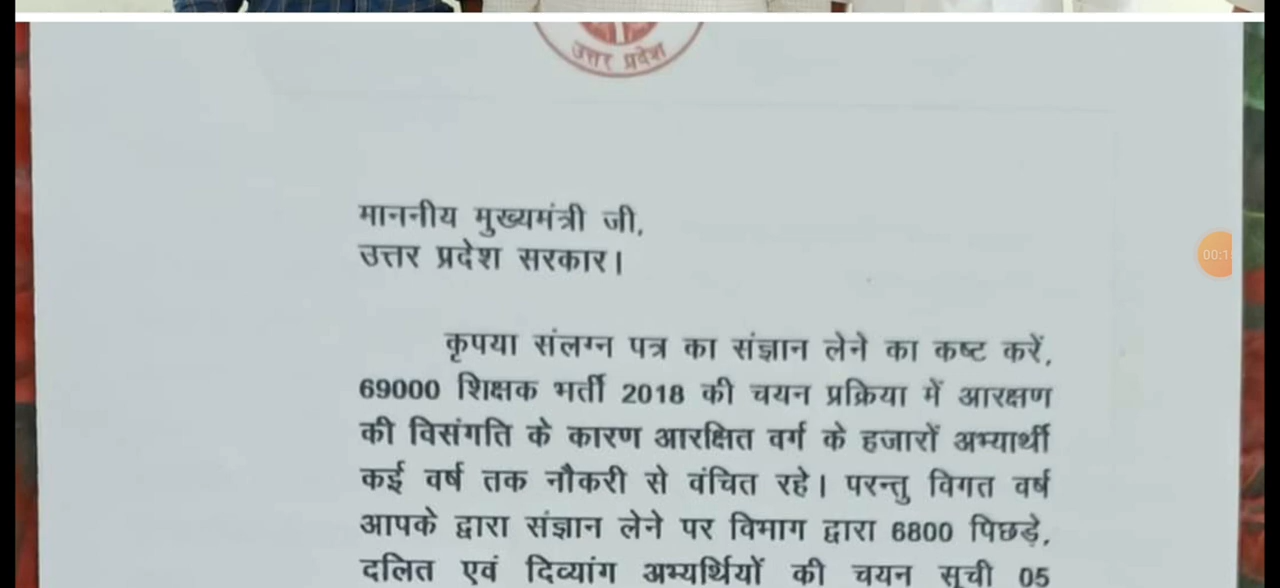 उत्तर प्रदेश
माननीय मुख्यमंत्री जी,
उत्तर प्रदेश सरकार।
00:1
कृपया संलग्न पत्र का संज्ञान लेने का कष्ट करें,
69000 शिक्षक भर्ती 2018 की चयन प्रक्रिया में आरक्षण
की विसंगति के कारण आरक्षित वर्ग के हजारों अभ्यार्थी
कई वर्ष तक नौकरी से वंचित रहे। परन्तु विगत वर्ष
आपके द्वारा संज्ञान लेने पर विभाग द्वारा 6800 पिछड़े,
दलित एवं दिव्यांग अभ्यर्थियों की चयन सूची 05